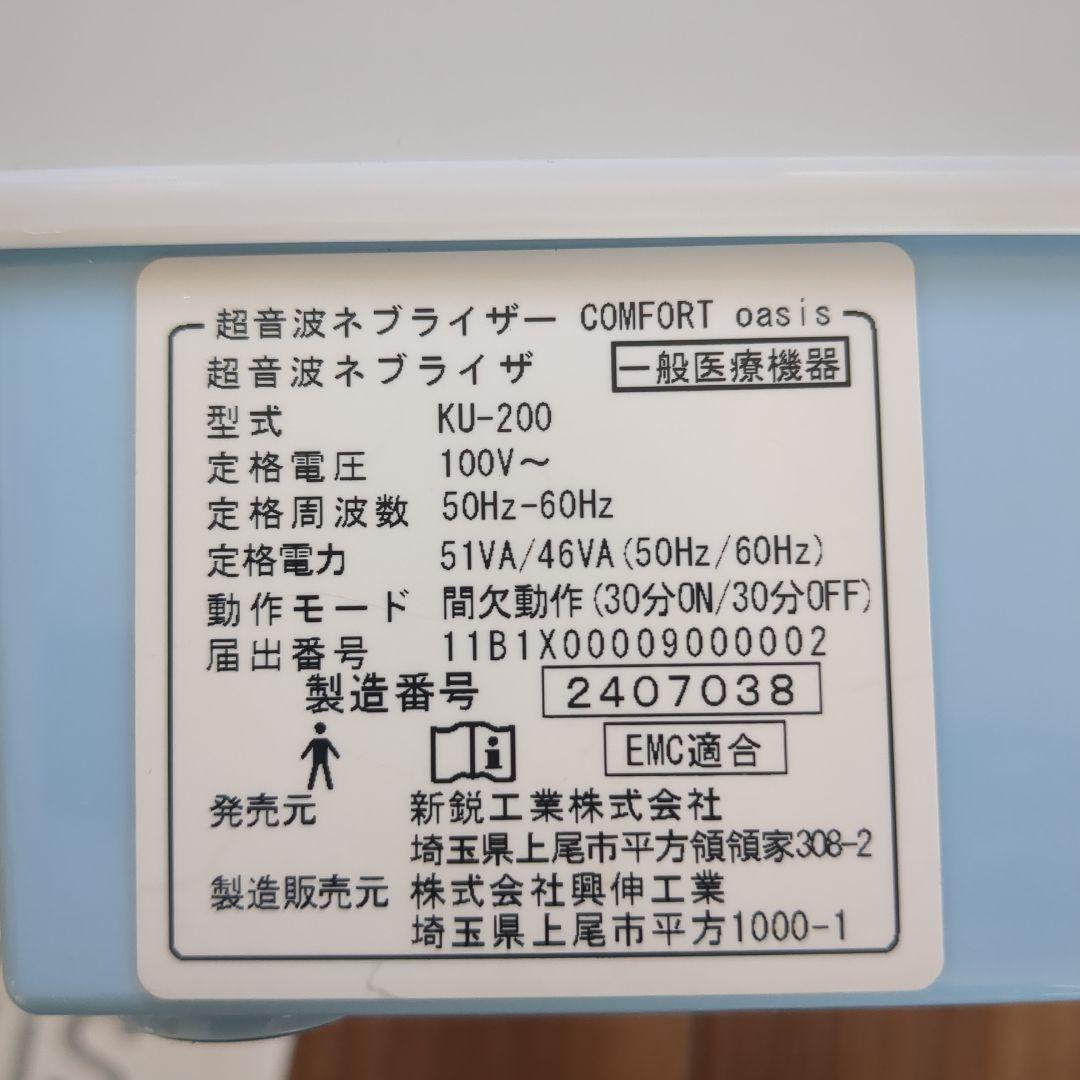 超音波ネブライザー COMFORT oasis
超音波ネブライザ 一般医療機器
型式 KU-200
定格電圧 100V～
定格周波数 50Hz-60Hz
定格電力 51VA/46VA(50Hz/60Hz)
動作モード 間欠動作(30分ON/30分OFF)
届出番号 11B1X00009000002
製造番号 2407038
EMC適合
発売元 新鋭工業株式会社
埼玉県上尾市平方領領家308-2
製造販売元 株式会社興伸工業
埼玉県上尾市平方1000-1